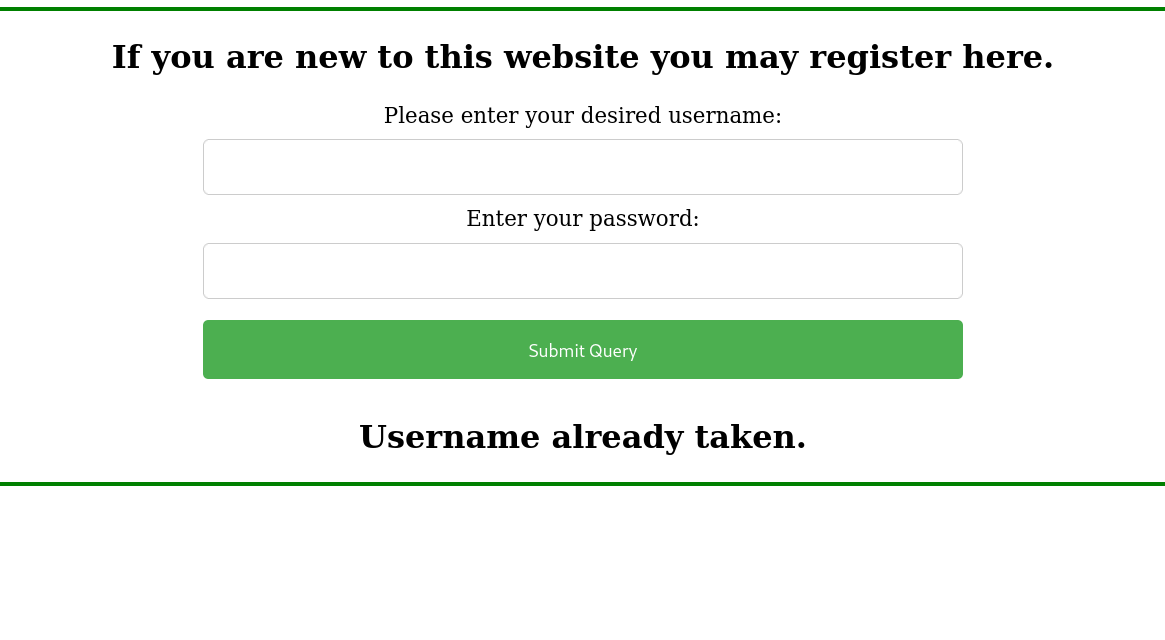 If you are new to this website you may register here.
Please enter your desired username:
Enter your password:
Submit Query
Username already taken.